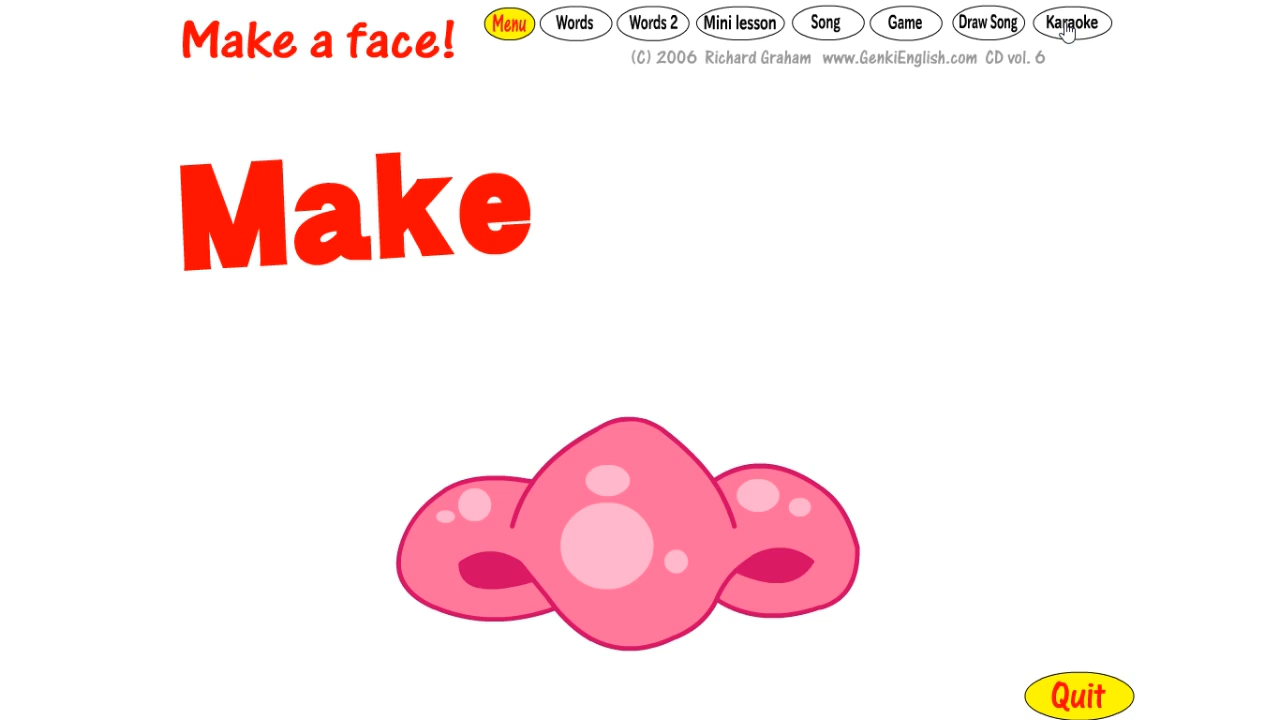 Make a face!
Menu Words Words 2 Mini lesson Song Game Draw Song Karaoke
(C) 2006 Richard Graham www.GenkiEnglish.com CD vol. 6
Make
Quit